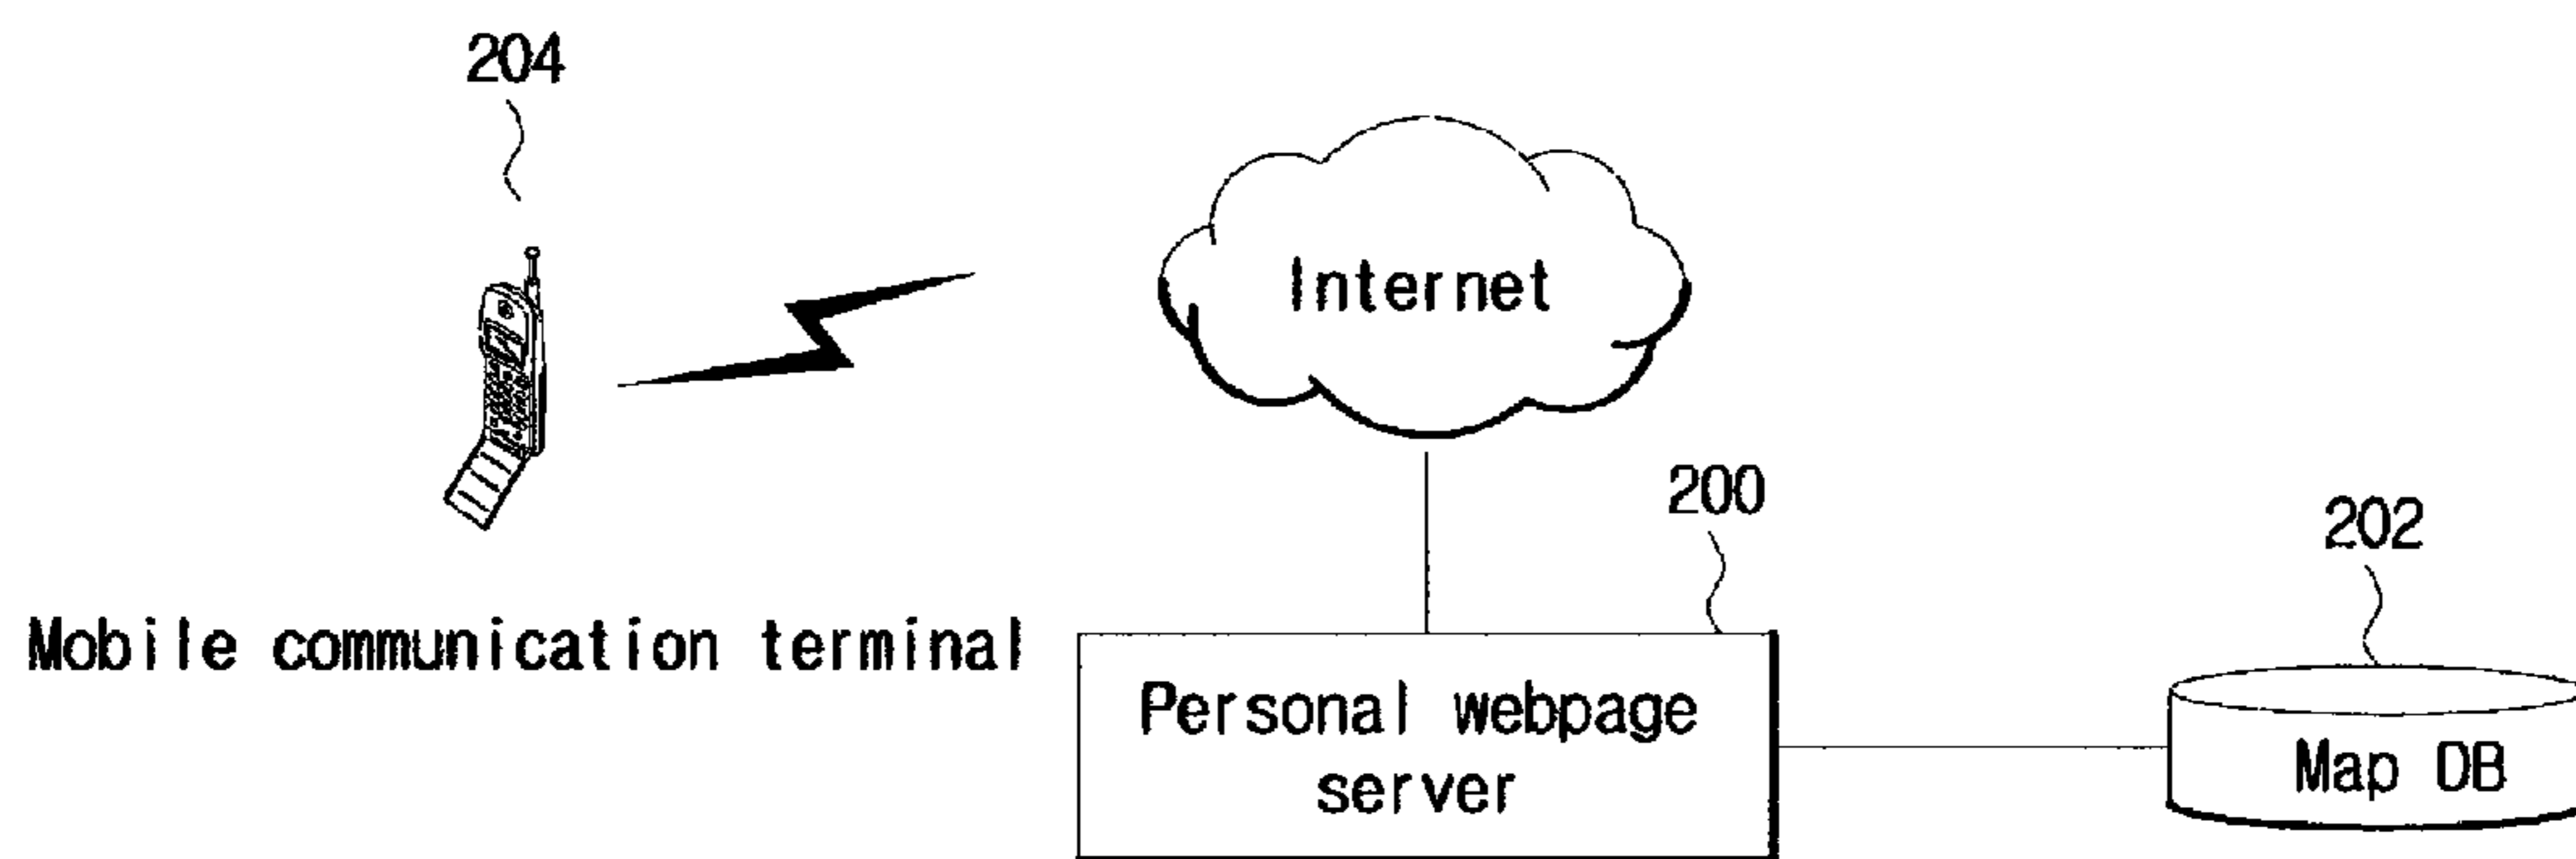 204
Internet
200
202
Mobile communication terminal
Personal webpage
server
Map DB